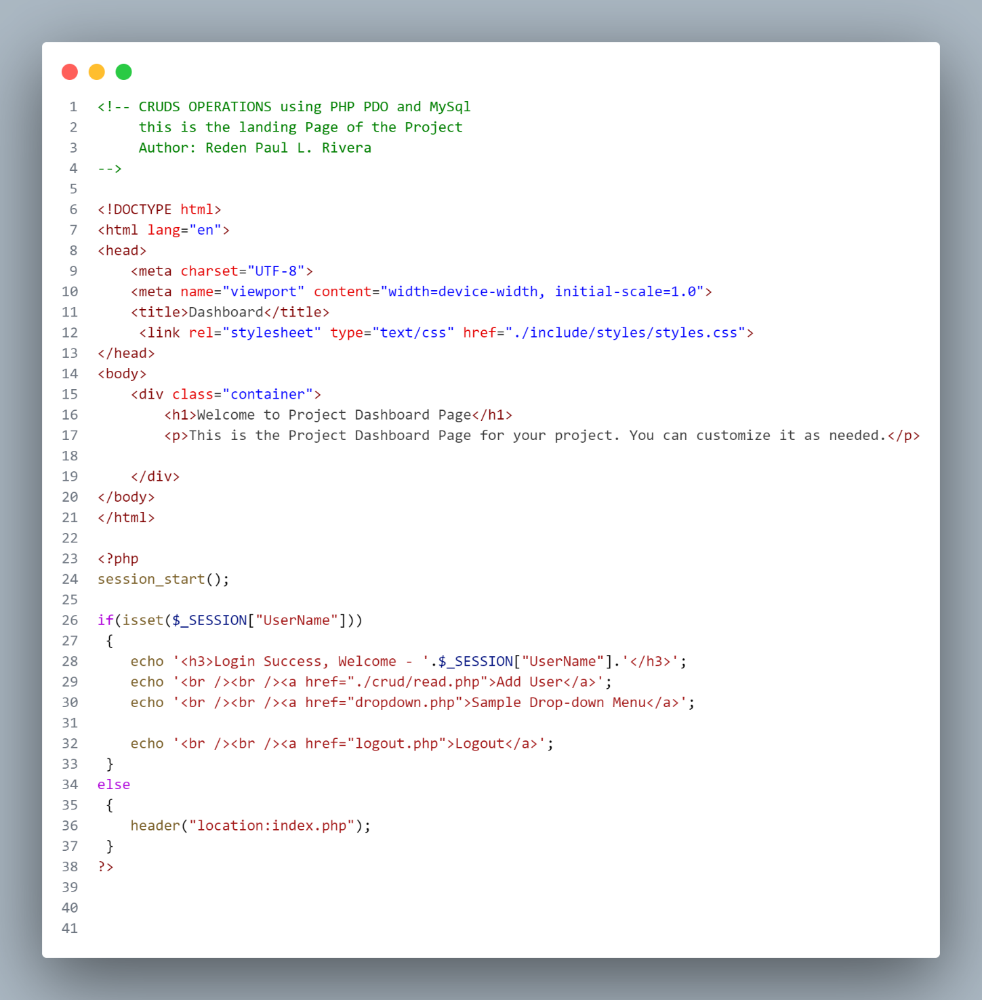 1 <!-- CRUDS OPERATIONS using PHP PDO and MySql
2      this is the landing Page of the Project
3      Author: Reden Paul L. Rivera
4 -->
5
6 <!DOCTYPE html>
7 <html lang="en">
8 <head>
9     <meta charset="UTF-8">
10     <meta name="viewport" content="width=device-width, initial-scale=1.0">
11     <title>Dashboard</title>
12      <link rel="stylesheet" type="text/css" href="./include/styles/styles.css">
13 </head>
14 <body>
15     <div class="container">
16         <h1>Welcome to Project Dashboard Page</h1>
17         <p>This is the Project Dashboard Page for your project. You can customize it as needed.</p>
18
19     </div>
20 </body>
21 </html>
22
23 <?php
24 session_start();
25
26 if(isset($_SESSION["UserName"]))
27  {
28     echo '<h3>Login Success, Welcome - '.$_SESSION["UserName"].'</h3>';
29     echo '<br /><br /><a href="./crud/read.php">Add User</a>';
30     echo '<br /><br /><a href="dropdown.php">Sample Drop-down Menu</a>';
31
32     echo '<br /><br /><a href="logout.php">Logout</a>';
33  }
34 else
35  {
36     header("location:index.php");
37  }
38 ?>
39
40
41